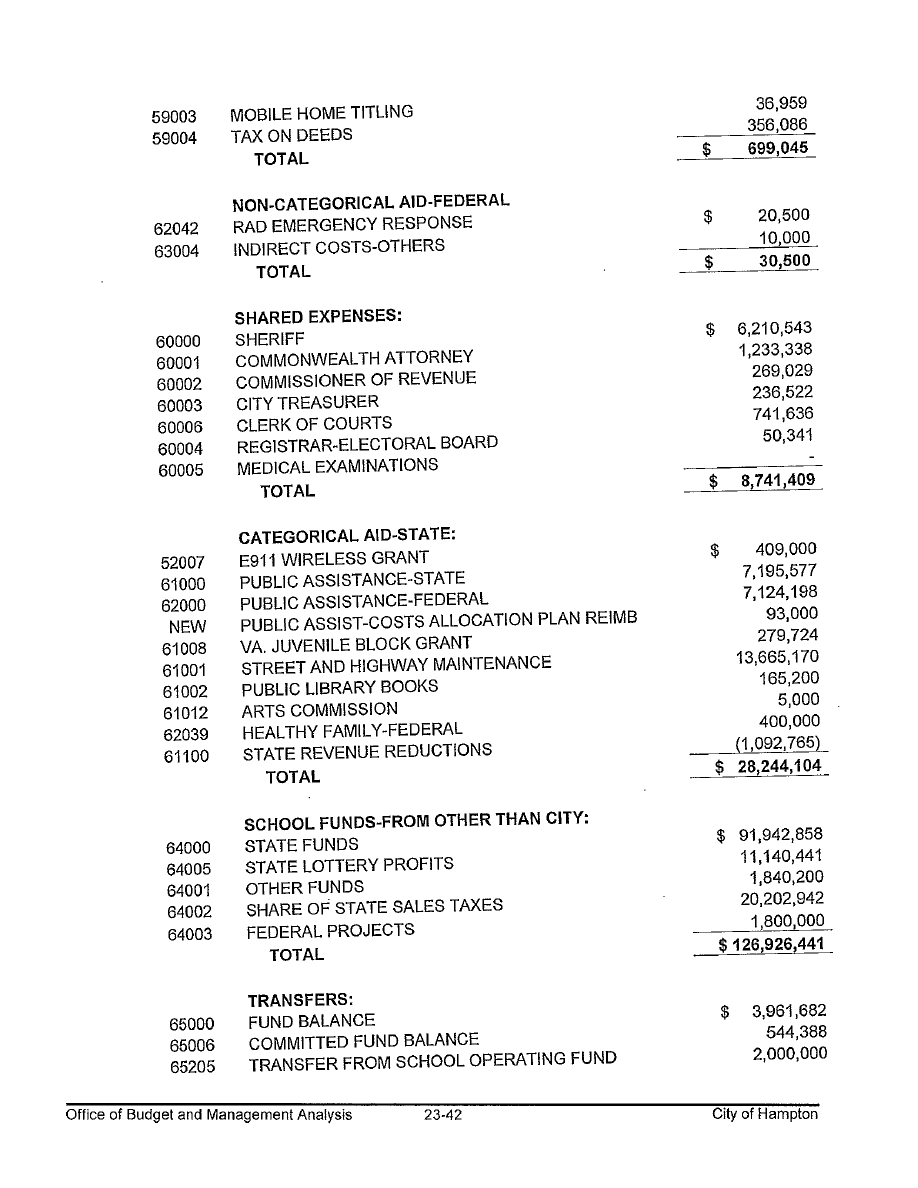 59003 MOBILE HOME TITLING 36,959
59004 TAX ON DEEDS 356,086
TOTAL $ 699,045
NON-CATEGORICAL AID-FEDERAL
62042 RAD EMERGENCY RESPONSE $ 20,500
63004 INDIRECT COSTS-OTHERS 10,000
TOTAL $ 30,500
SHARED EXPENSES:
60000 SHERIFF $ 6,210,543
60001 COMMONWEALTH ATTORNEY 1,233,338
60002 COMMISSIONER OF REVENUE 269,029
60003 CITY TREASURER 236,522
60006 CLERK OF COURTS 741,636
60004 REGISTRAR-ELECTORAL BOARD 50,341
60005 MEDICAL EXAMINATIONS -
TOTAL $ 8,741,409
CATEGORICAL AID-STATE:
52007 E911 WIRELESS GRANT $ 409,000
61000 PUBLIC ASSISTANCE-STATE 7,195,577
62000 PUBLIC ASSISTANCE-FEDERAL 7,124,198
NEW PUBLIC ASSIST-COSTS ALLOCATION PLAN REIMB 93,000
61008 VA. JUVENILE BLOCK GRANT 279,724
61001 STREET AND HIGHWAY MAINTENANCE 13,665,170
61002 PUBLIC LIBRARY BOOKS 165,200
61012 ARTS COMMISSION 5,000
62039 HEALTHY FAMILY-FEDERAL 400,000
61100 STATE REVENUE REDUCTIONS (1,092,765)
TOTAL $ 28,244,104
SCHOOL FUNDS-FROM OTHER THAN CITY:
64000 STATE FUNDS $ 91,942,858
64005 STATE LOTTERY PROFITS 11,140,441
64001 OTHER FUNDS 1,840,200
64002 SHARE OF STATE SALES TAXES 20,202,942
64003 FEDERAL PROJECTS 1,800,000
TOTAL $ 126,926,441
TRANSFERS:
65000 FUND BALANCE $ 3,961,682
65006 COMMITTED FUND BALANCE 544,388
65205 TRANSFER FROM SCHOOL OPERATING FUND 2,000,000
Office of Budget and Management Analysis 23-42 City of Hampton